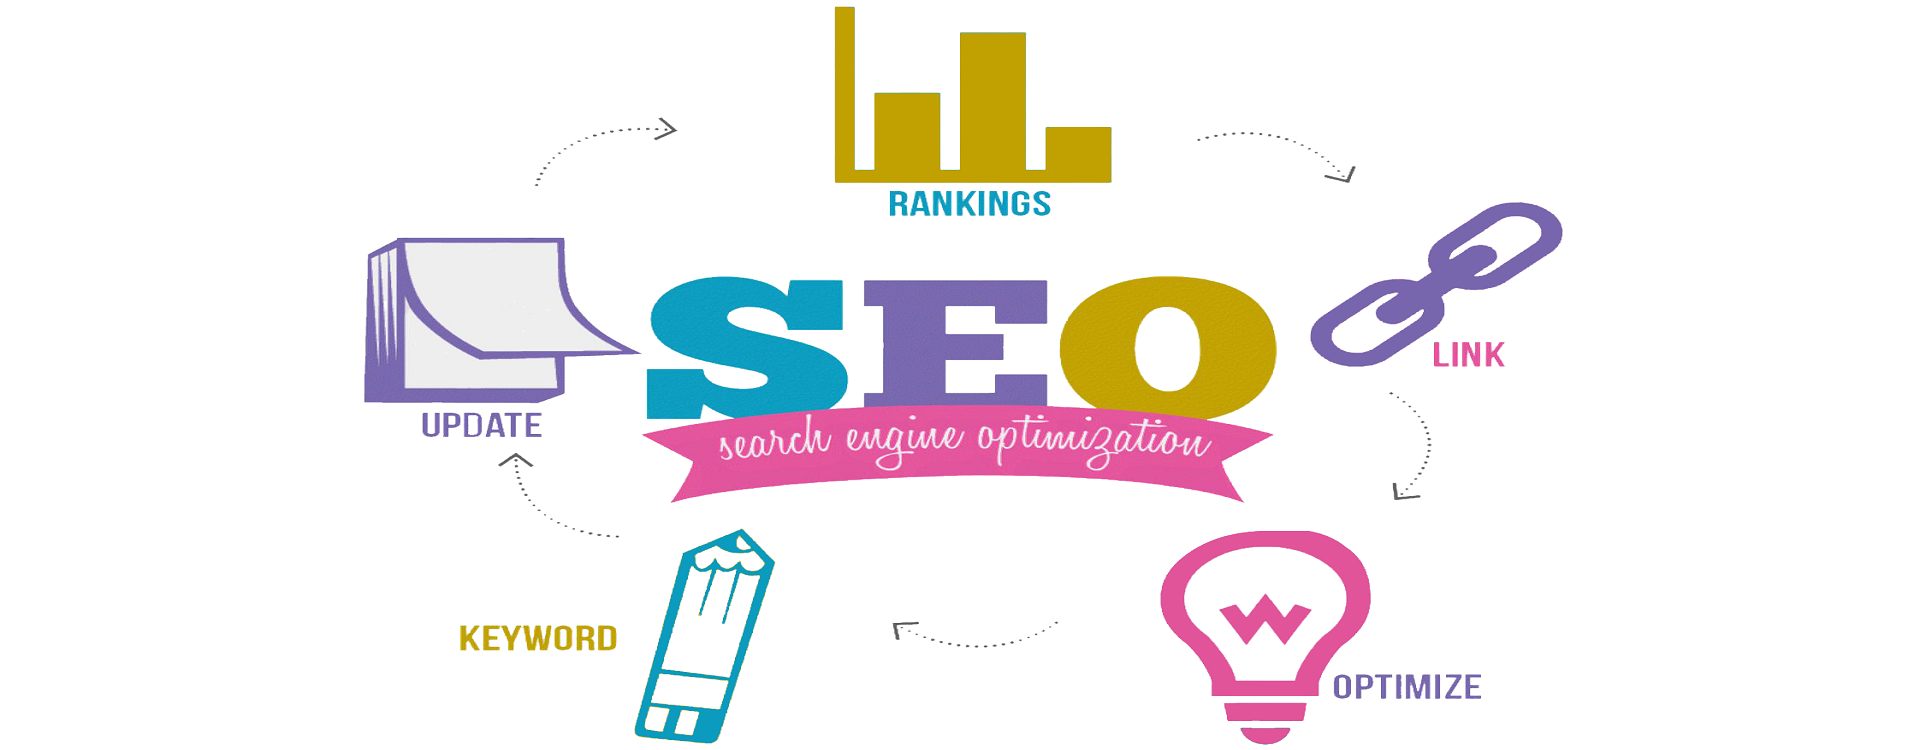 RANKINGS
LINK
UPDATE
SEO
search engine optimization
KEYWORD
OPTIMIZE